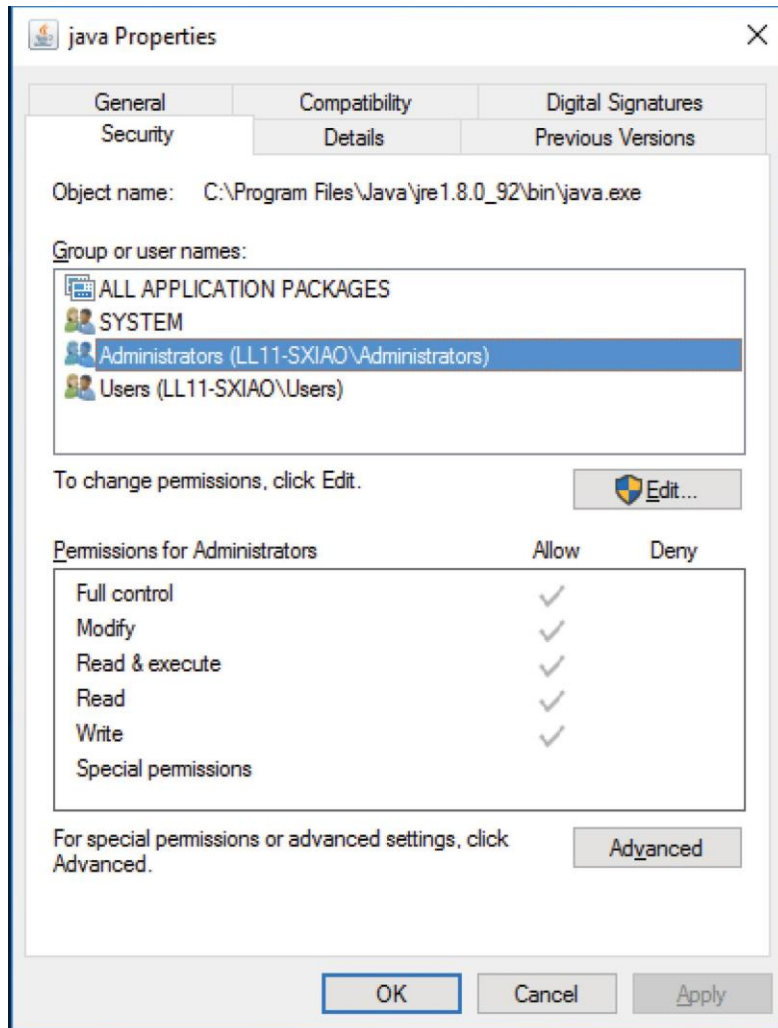 java Properties
General Compatibility Digital Signatures
Security Details Previous Versions
Object name: C:\Program Files\Java\jre1.8.0_92\bin\java.exe
Group or user names:
ALL APPLICATION PACKAGES
SYSTEM
Administrators (LL11-SXIAO\Administrators)
Users (LL11-SXIAO\Users)
To change permissions, click Edit.
Edit...
Permissions for Administrators Allow Deny
Full control
Modify
Read & execute
Read
Write
Special permissions
For special permissions or advanced settings, click
Advanced.
Advanced
OK Cancel Apply